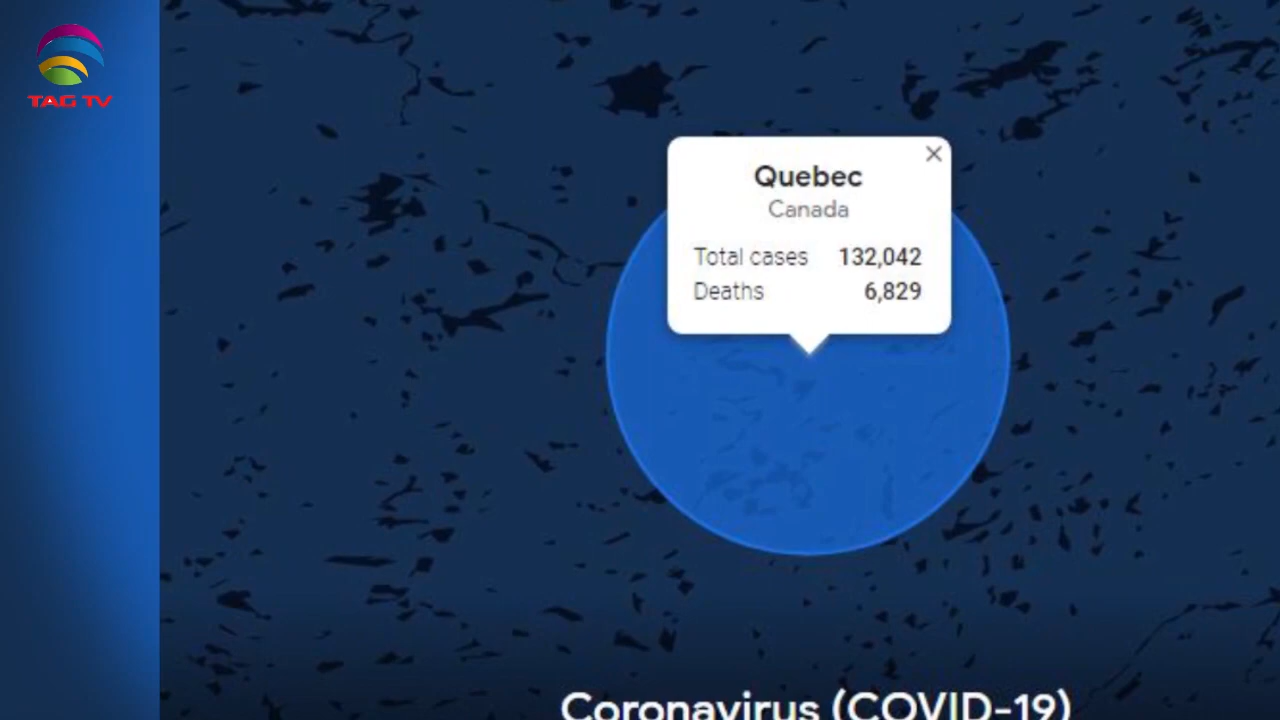 TAG TV
Quebec
Canada
Total cases 132,042
Deaths 6,829
Coronavirus (COVID-19)